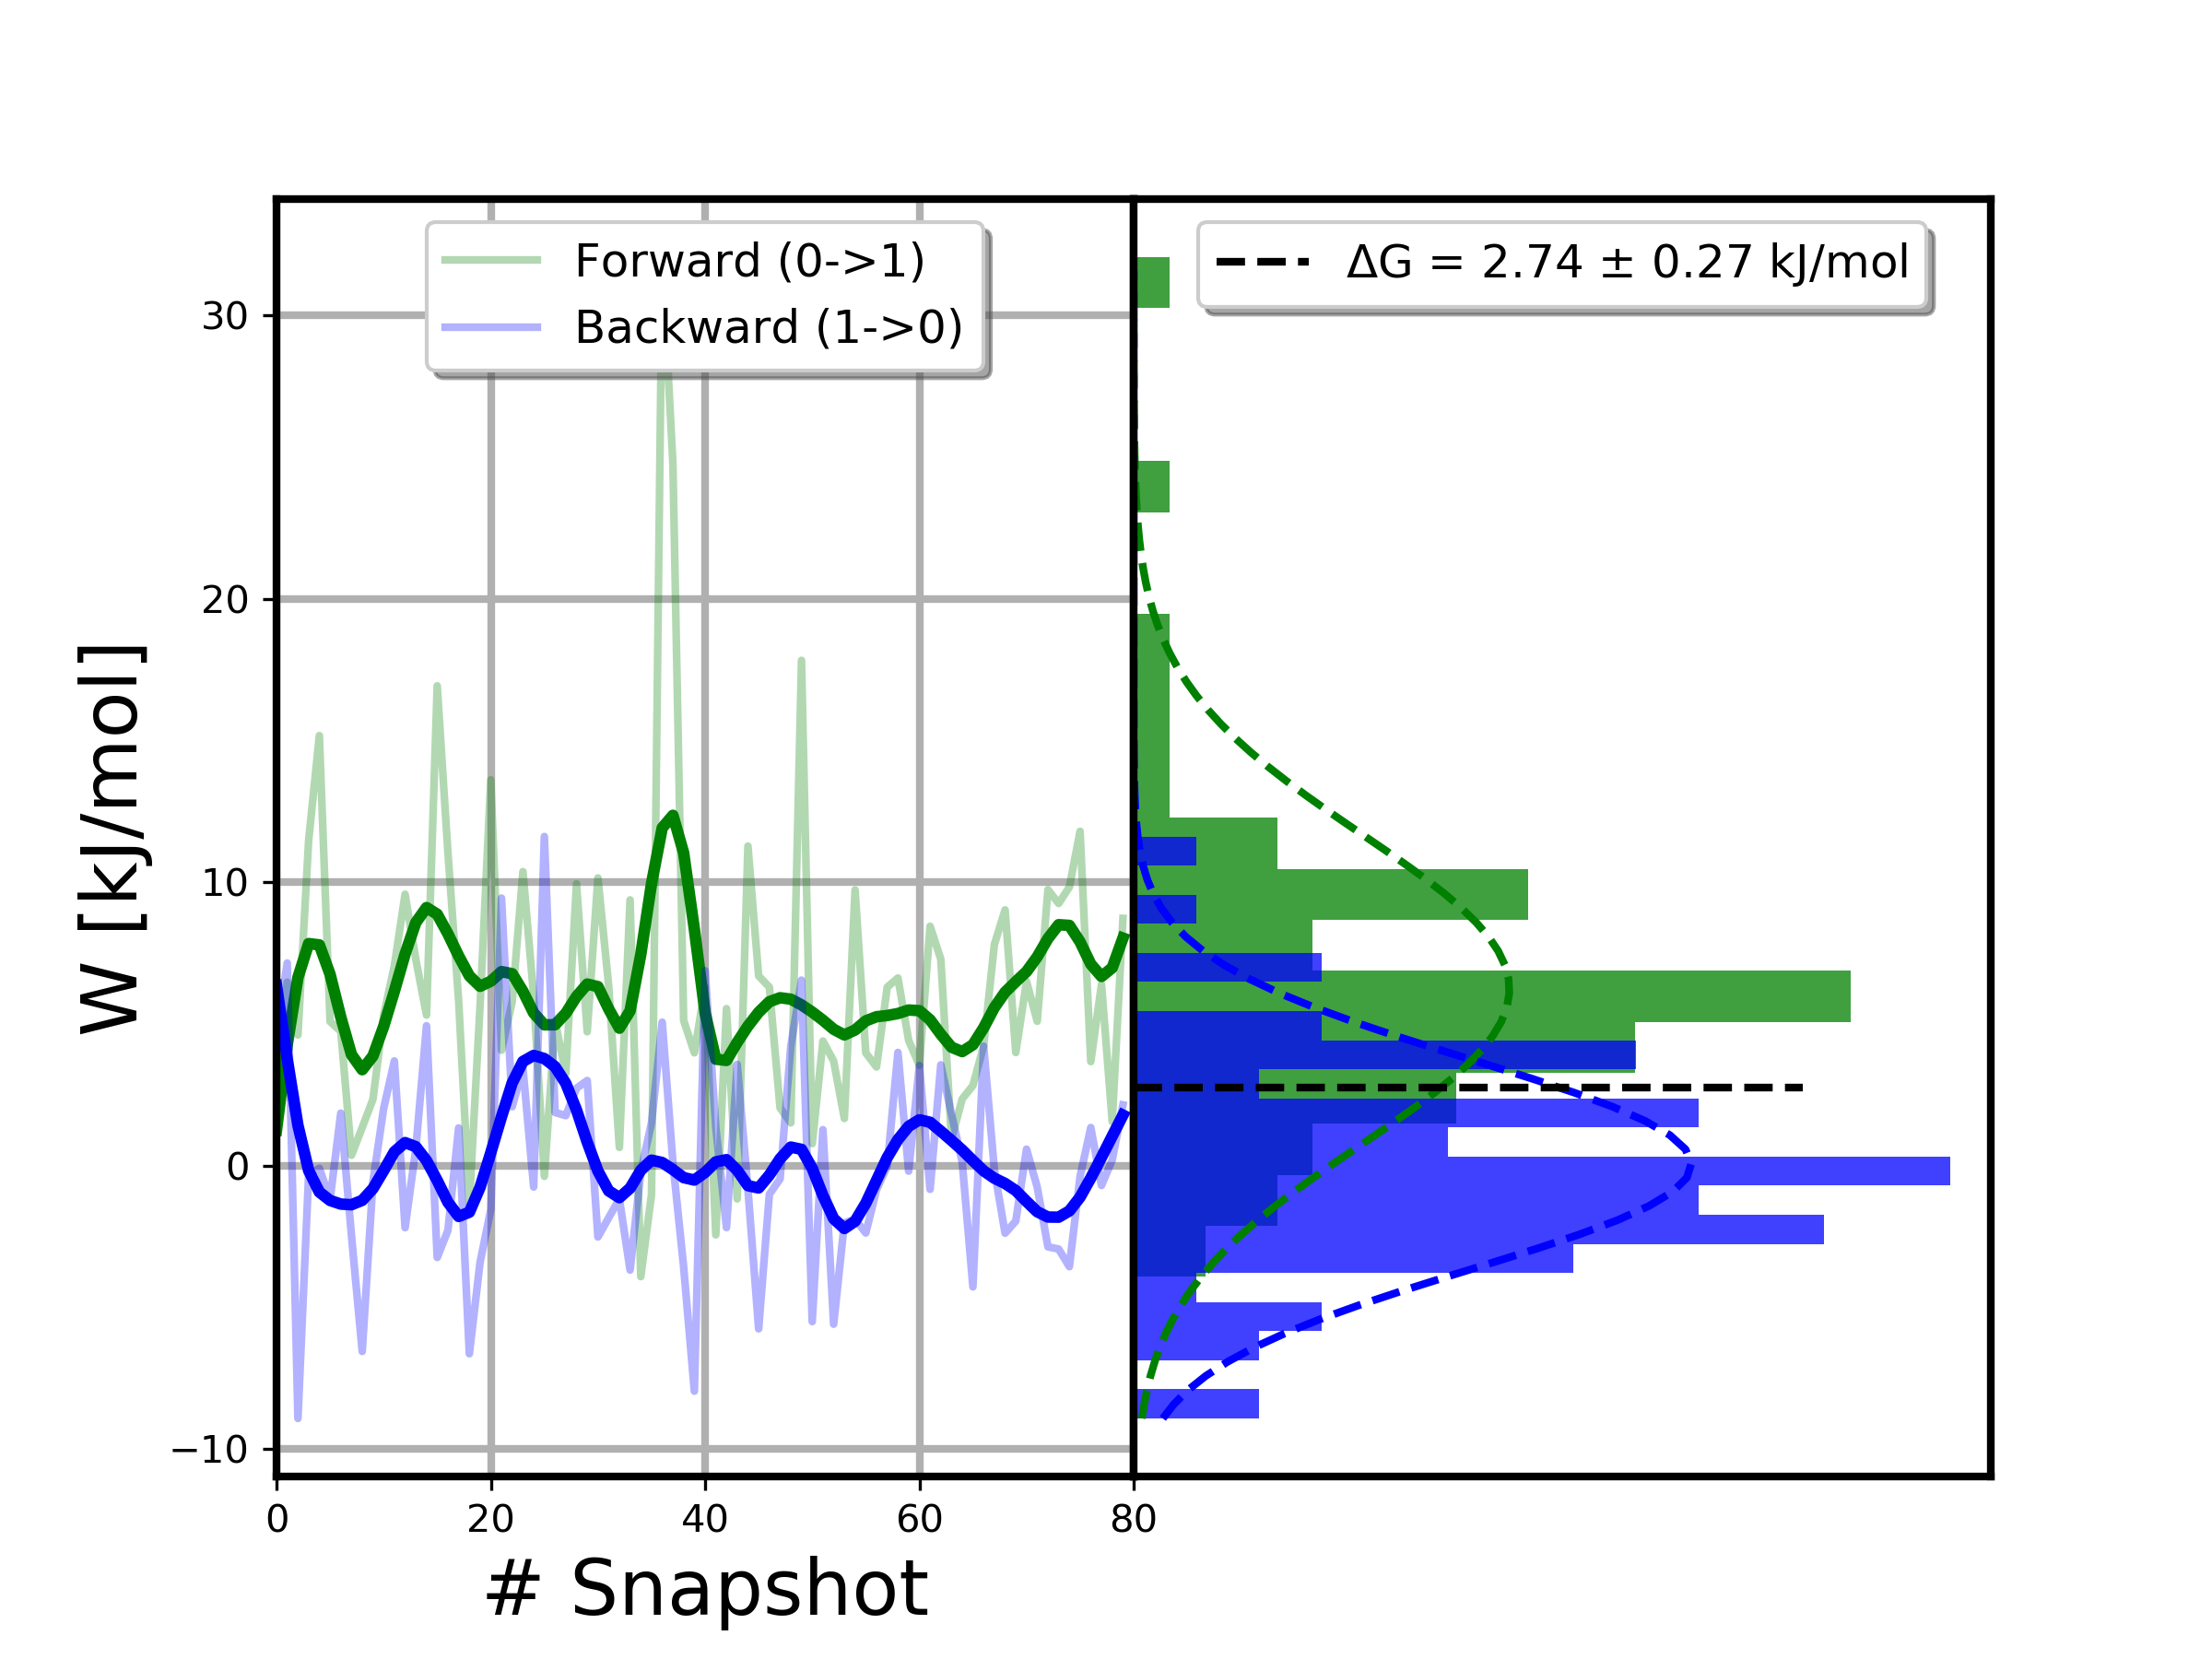 Forward (0->1)
Backward (1->0)
ΔG = 2.74 ± 0.27 kJ/mol
W [kJ/mol]
30
20
10
0
−10
0 20 40 60 80
# Snapshot